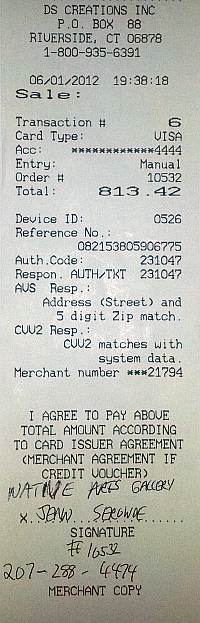 DS CREATIONS INC
P.O. BOX 88
RIVERSIDE, CT 06878
1-800-935-6391
06/01/2012 19:38:18
Sale:
Transaction # 6
Card Type: VISA
Acc: ************4444
Entry: Manual
Order # 10532
Total: 813.42
Device ID: 0526
Reference No.:
082153805906775
Auth.Code: 231047
Respon. AUTH/TKT 231047
AVS Resp.:
Address (Street) and
5 digit Zip match.
CVV2 Resp.:
CVV2 matches with
system data.
Merchant number ***21794
I AGREE TO PAY ABOVE
TOTAL AMOUNT ACCORDING
TO CARD ISSUER AGREEMENT
(MERCHANT AGREEMENT IF
CREDIT VOUCHER)
NATIVE ARTS GALLERY
X JENN
SIGNATURE
# 10532
207-288-4474
MERCHANT COPY